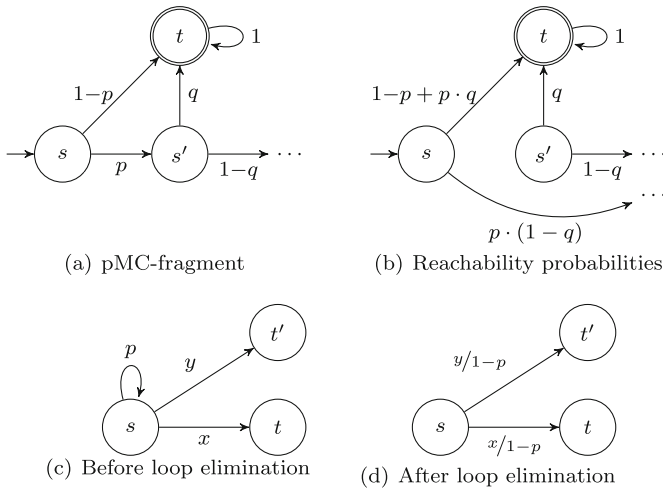 t
1
1−p
q
s
p
s′
1−q
···
(a) pMC-fragment
t
1
1−p + p · q
q
s
s′
1−q
···
···
p · (1 − q)
(b) Reachability probabilities
p
y
t′
s
x
t
(c) Before loop elimination
y/1−p
t′
s
x/1−p
t
(d) After loop elimination